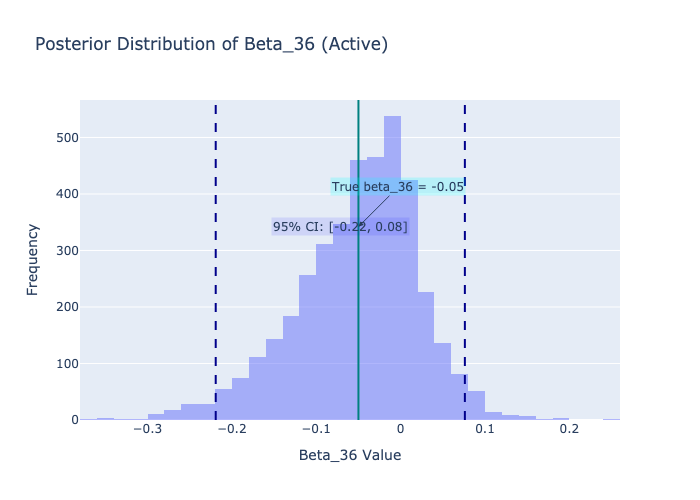 Posterior Distribution of Beta_36 (Active)
500
400
300
200
100
0
Frequency
True beta_36 = -0.05
95% CI: [-0.22, 0.08]
−0.3
−0.2
−0.1
0
0.1
0.2
Beta_36 Value